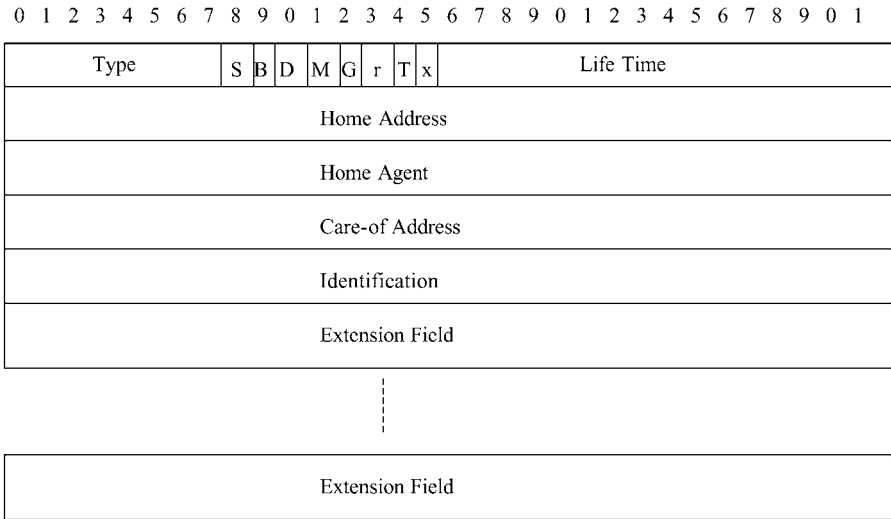 0 1 2 3 4 5 6 7 8 9 0 1 2 3 4 5 6 7 8 9 0 1 2 3 4 5 6 7 8 9 0 1
Type S B D M G r T x Life Time
Home Address
Home Agent
Care-of Address
Identification
Extension Field
Extension Field